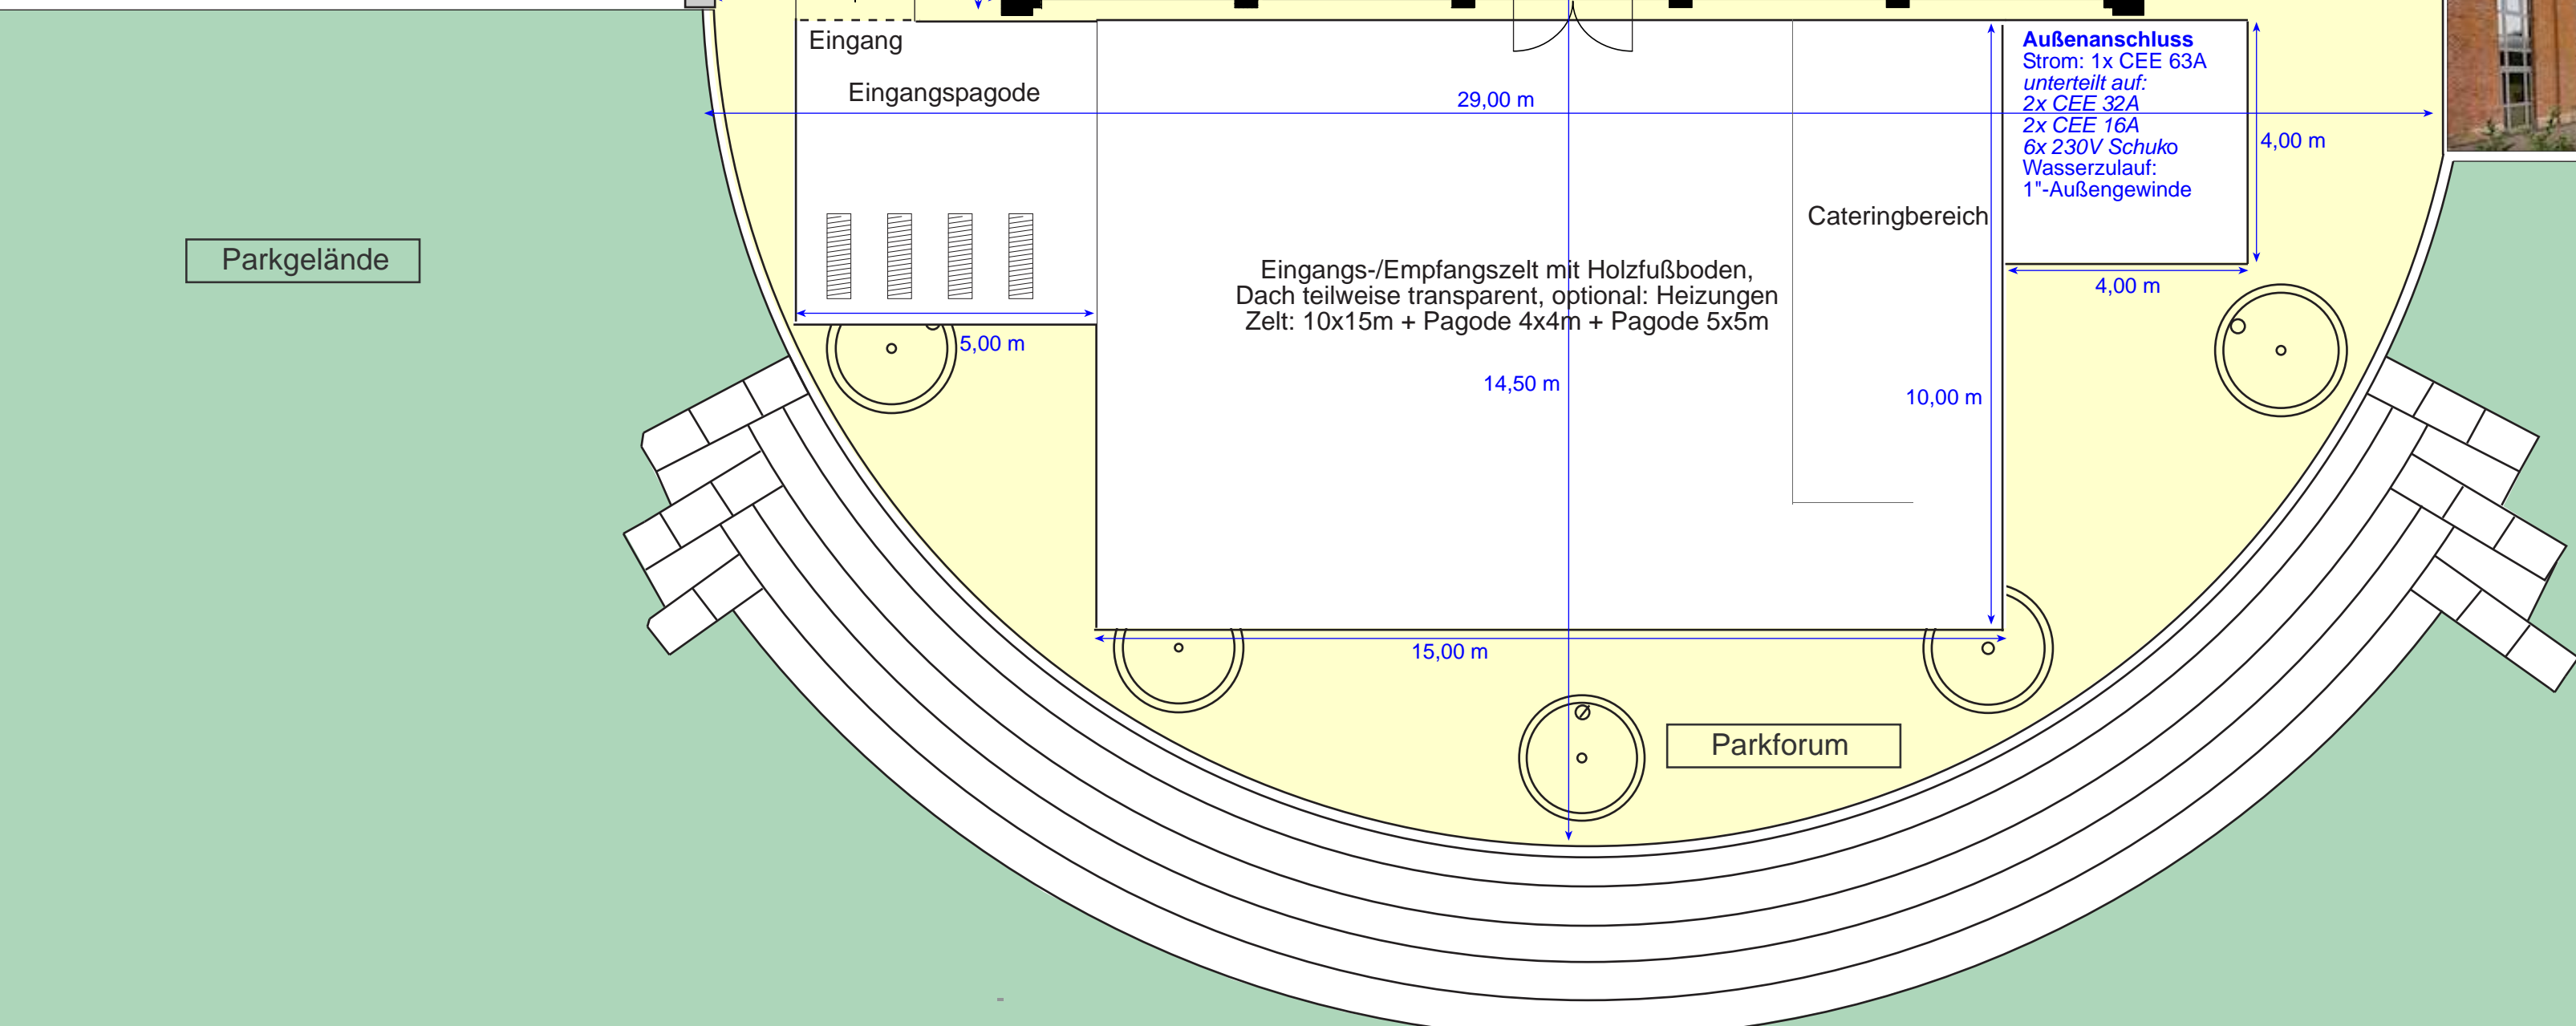 Eingang
Eingangspagode
29,00 m
Außenanschluss
Strom: 1x CEE 63A
unterteilt auf:
2x CEE 32A
2x CEE 16A
6x 230V Schuko
Wasserzulauf:
1"-Außengewinde
4,00 m
Cateringbereich
Parkgelände
Eingangs-/Empfangszelt mit Holzfußboden,
Dach teilweise transparent, optional: Heizungen
Zelt: 10x15m + Pagode 4x4m + Pagode 5x5m
4,00 m
5,00 m
14,50 m
10,00 m
15,00 m
Parkforum